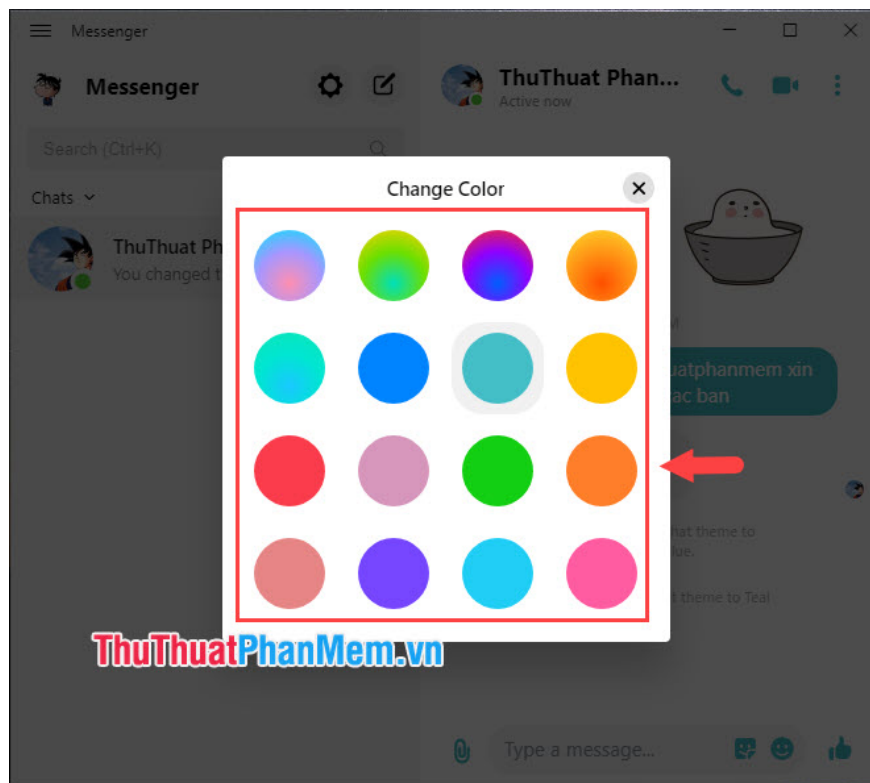 Messenger
Messenger
ThuThuat Phan...
Active now
Search (Ctrl+K)
Chats
Change Color
ThuThuat Ph
You changed t
M
uatphanmem xin
ac ban
hat theme to
lue.
t theme to Teal
ThuThuatPhanMem.vn
Type a message...